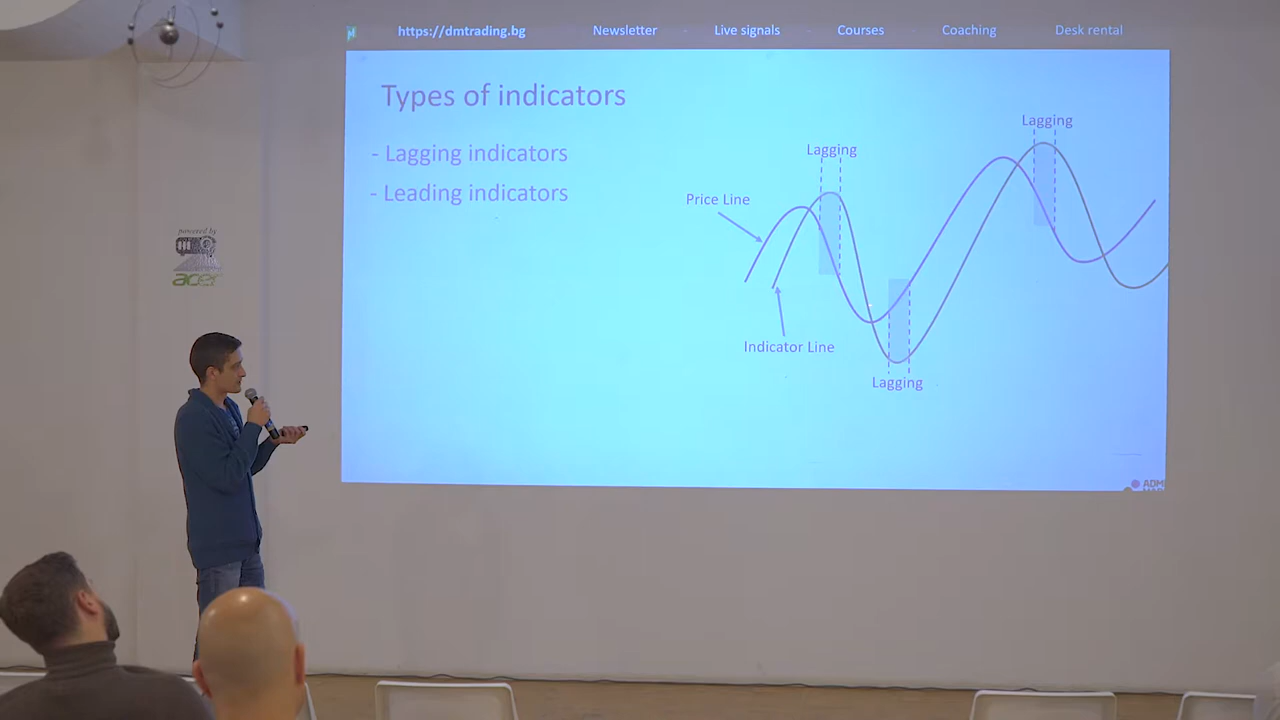 https://dmtrading.bg Newsletter Live signals Courses Coaching Desk rental
Types of indicators
- Lagging indicators
- Leading indicators
Lagging
Lagging
Price Line
Indicator Line
Lagging
powered by
acer